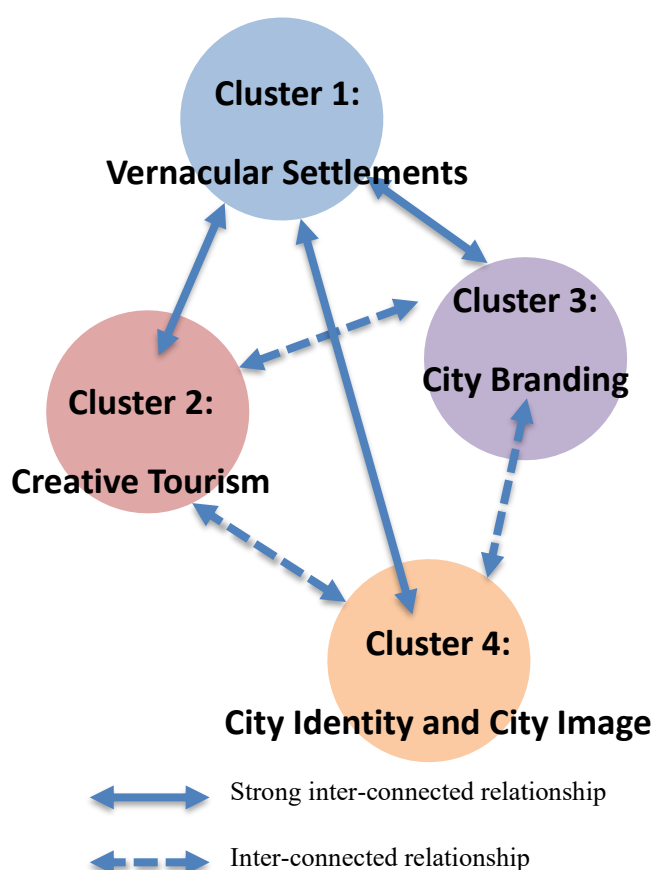 Cluster 1:
Vernacular Settlements
Cluster 3:
City Branding
Cluster 2:
Creative Tourism
Cluster 4:
City Identity and City Image
Strong inter-connected relationship
Inter-connected relationship